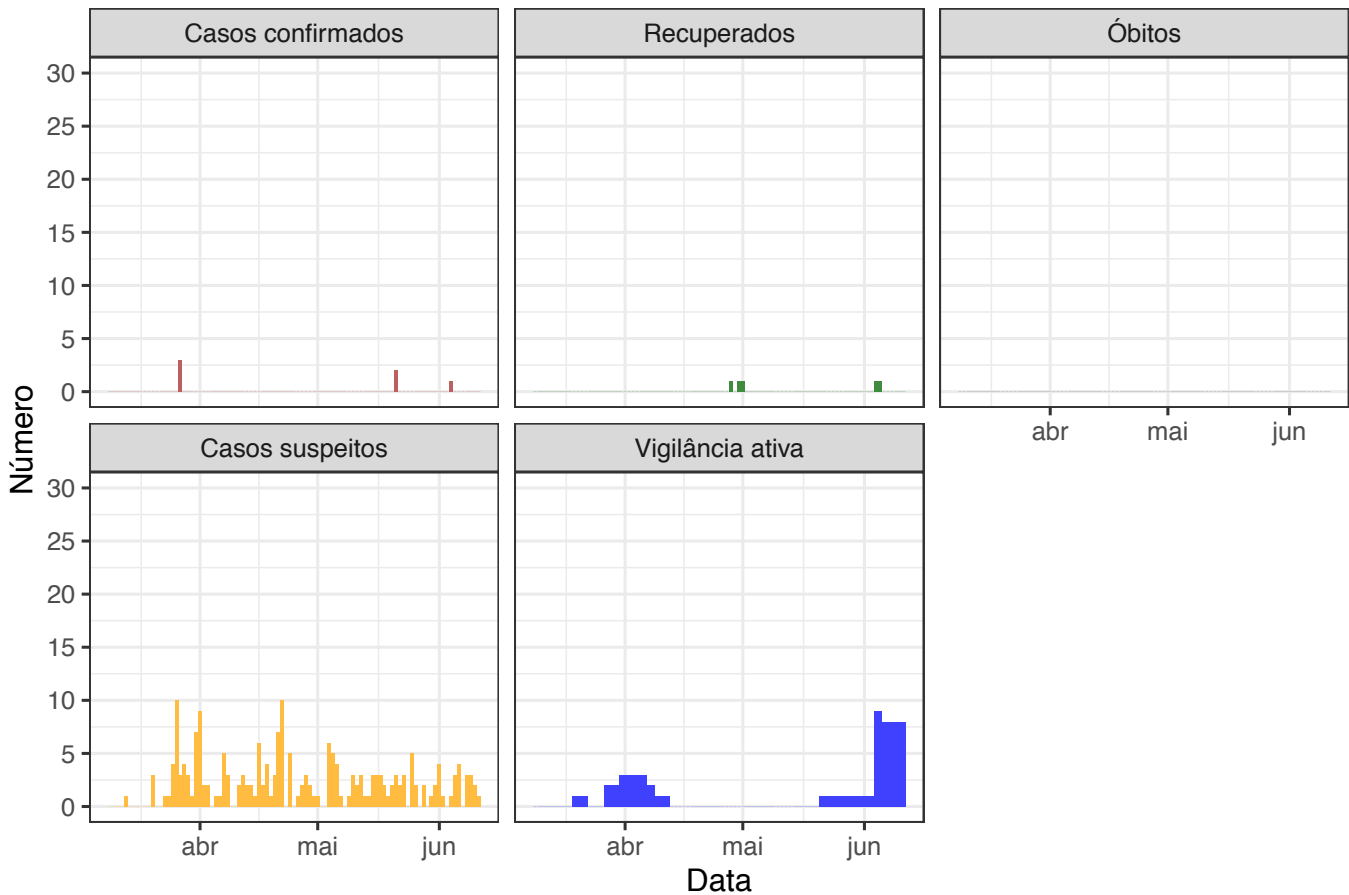 Casos confirmados
Recuperados
Óbitos
30
25
20
15
10
5
0
abr mai jun
Número
Casos suspeitos
Vigilância ativa
30
25
20
15
10
5
0
abr mai jun
abr mai jun
Data